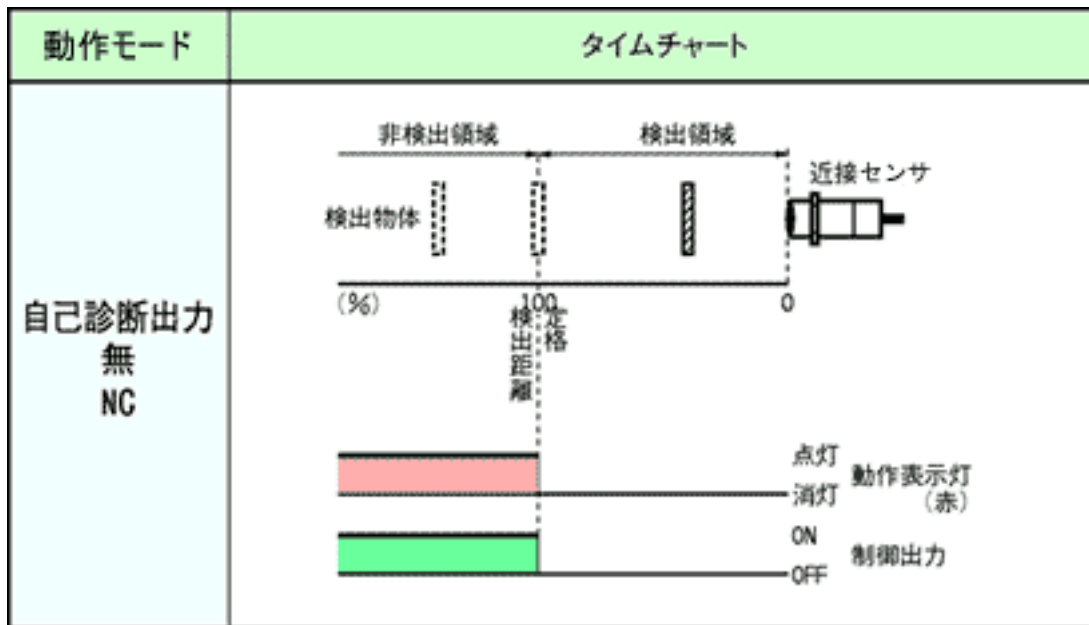 動作モード
タイムチャート
自己診断出力
無
NC
非検出領域
検出領域
近接センサ
検出物体
(%)
100
0
定格
検出距離
点灯
消灯
動作表示灯
(赤)
ON
OFF
制御出力